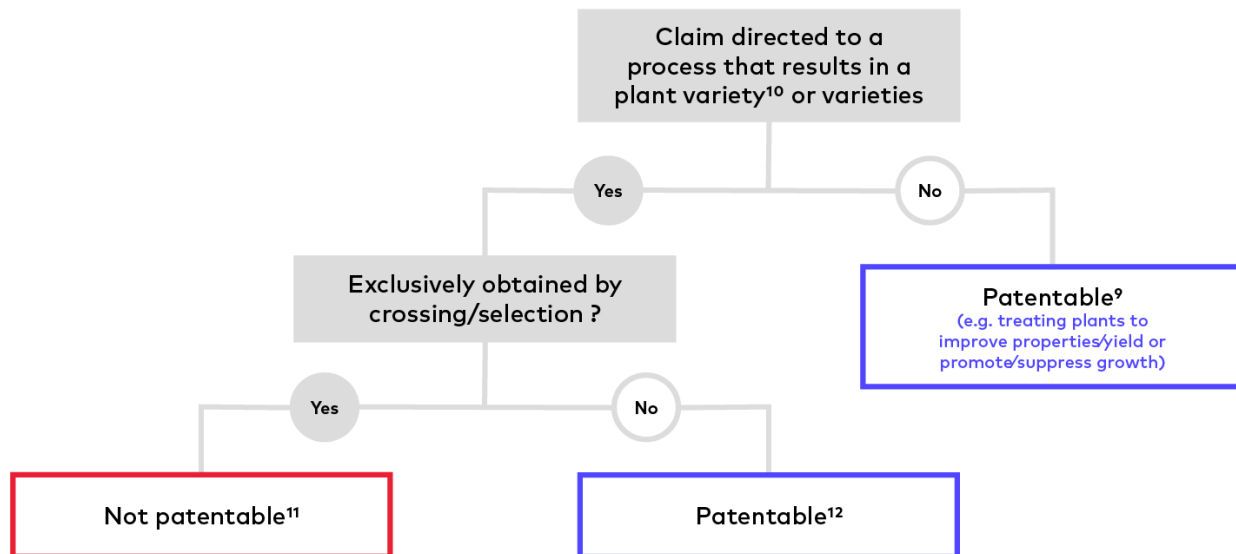 Claim directed to a
process that results in a
plant variety¹⁰ or varieties
Yes
No
Exclusively obtained by
crossing/selection ?
Patentable⁹
(e.g. treating plants to
improve properties/yield or
promote/suppress growth)
Yes
No
Not patentable¹¹
Patentable¹²